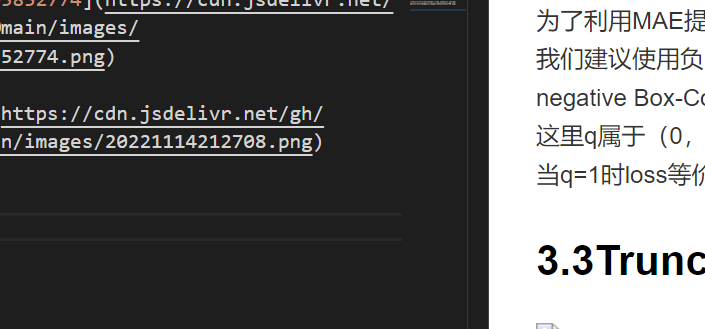 ](https://cdn.jsdelivr.net/
main/images/
52774.png)
https://cdn.jsdelivr.net/gh/
n/images/20221114212708.png)
为了利用MAE提
我们建议使用负
negative Box-Co
这里q属于（0，
当q=1时loss等价
3.3Trunc